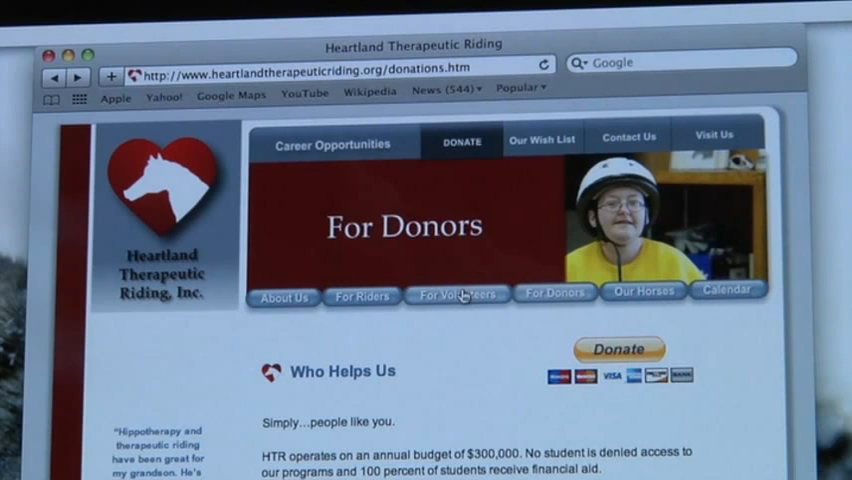 Heartland Therapeutic Riding
http://www.heartlandtherapeuticriding.org/donations.htm
Google
Apple Yahoo! Google Maps YouTube Wikipedia News (544) Popular
Career Opportunities DONATE Our Wish List Contact Us Visit Us
For Donors
Heartland
Therapeutic
Riding, Inc.
About Us For Riders For Volunteers For Donors Our Horses Calendar
Donate
VISA
Who Helps Us
Simply...people like you.
HTR operates on an annual budget of $300,000. No student is denied access to
our programs and 100 percent of students receive financial aid.
"Hippotherapy and
therapeutic riding
have been great for
my grandson. He's